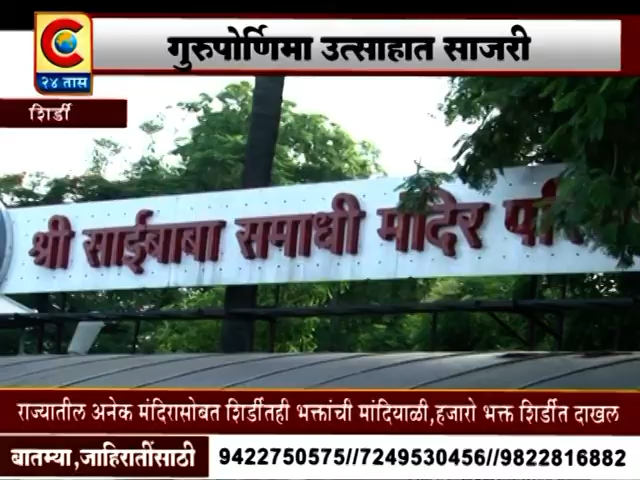 C
२४ तास
गुरुपोर्णिमा उत्साहात साजरी
शिर्डी
श्री साईबाबा समाधी मंदिर
राज्यातील अनेक मंदिरासोबत शिर्डीतही भक्तांची मांदियाळी,हजारो भक्त शिर्डीत दाखल
बातम्या,जाहिरातींसाठी
9422750575//7249530456//9822816882